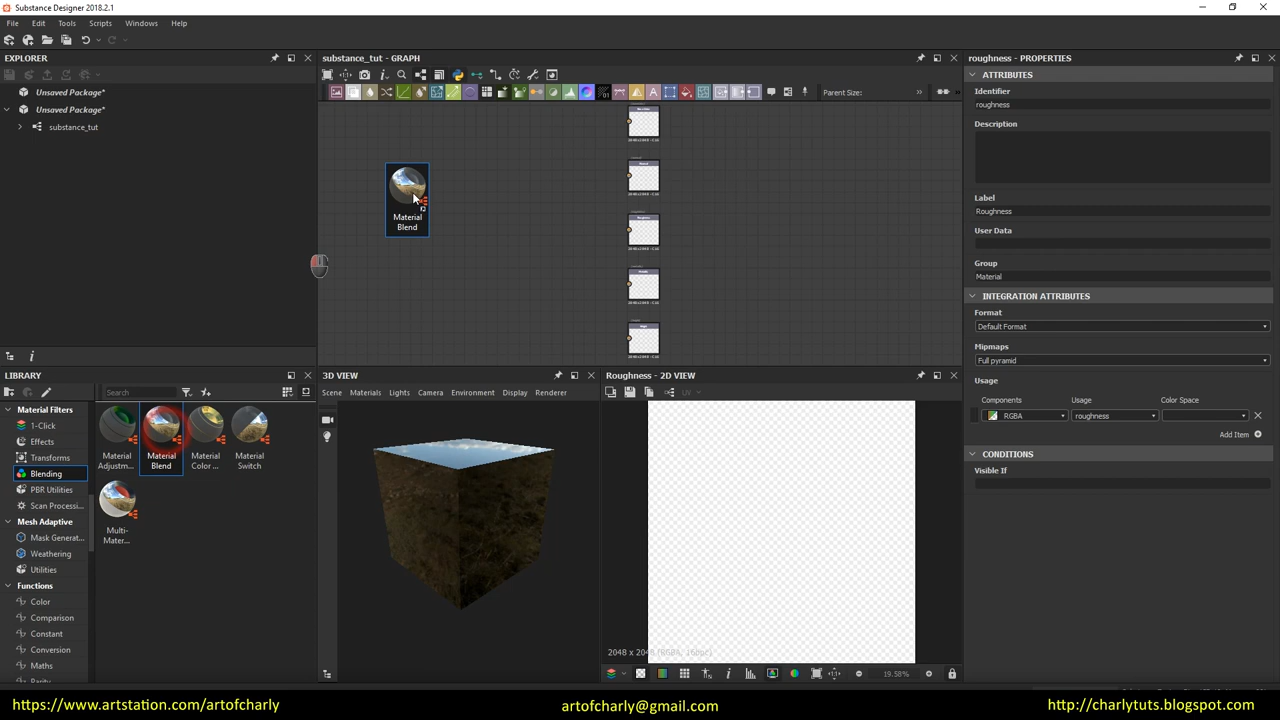 Substance Designer 2018.2.1
File Edit Tools Scripts Windows Help
EXPLORER
Unsaved Package*
Unsaved Package*
substance_tut
substance_tut - GRAPH
Parent Size:
Material
Blend
roughness - PROPERTIES
ATTRIBUTES
Identifier
roughness
Description
Label
Roughness
User Data
Group
Material
INTEGRATION ATTRIBUTES
Format
Default Format
Mipmaps
Full pyramid
Usage
Components Usage Color Space
RGBA roughness
Add Item
CONDITIONS
Visible If
LIBRARY
Search
Material Filters
1-Click
Effects
Transforms
Blending
PBR Utilities
Scan Processi...
Mesh Adaptive
Mask Generat...
Weathering
Utilities
Functions
Color
Comparison
Constant
Conversion
Maths
Parity
Material
Adjustm...
Material
Blend
Material
Color ...
Material
Switch
Multi-
Mater...
3D VIEW
Scene Materials Lights Camera Environment Display Renderer
Roughness - 2D VIEW
UV
2048 x 2048 (RGBA, 16bpc)
19.58%
https://www.artstation.com/artofcharly
artofcharly@gmail.com
http://charlytuts.blogspot.com